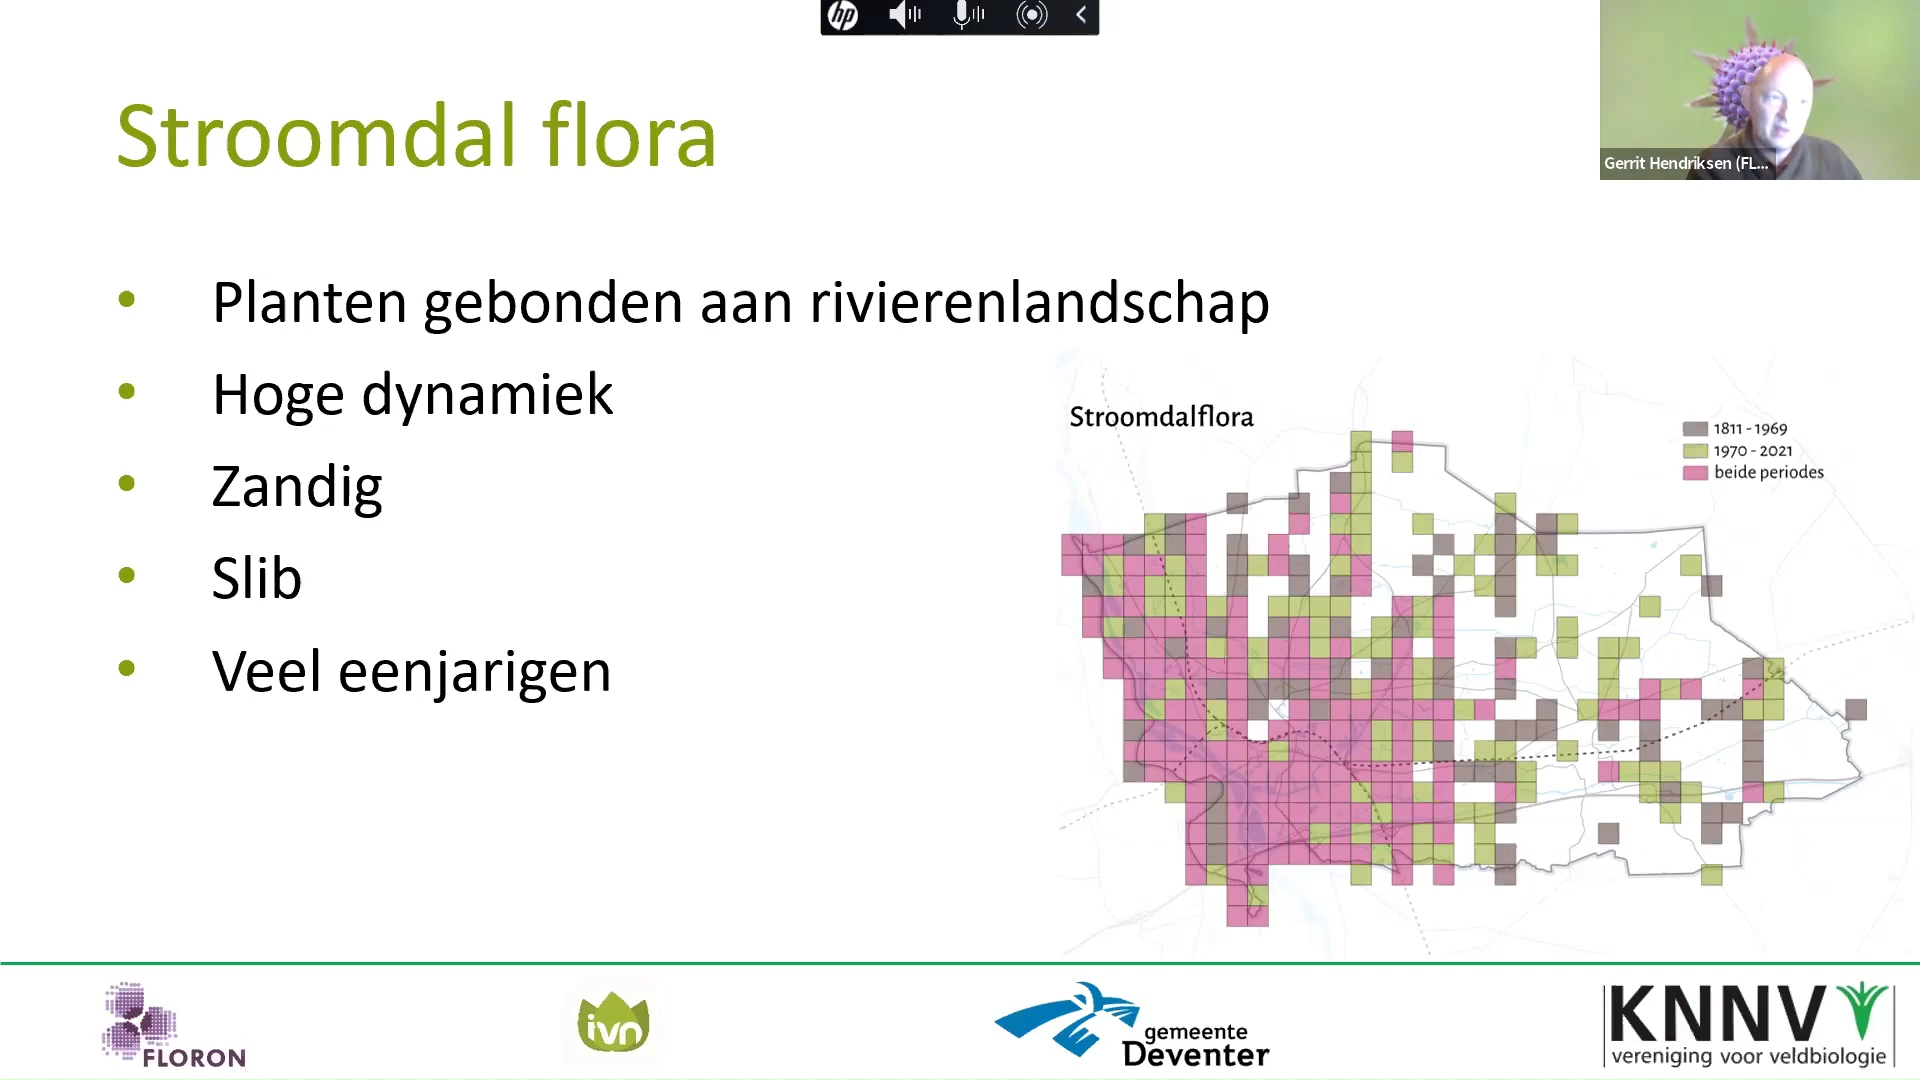 hp
Gerrit Hendriksen (FL...
Stroomdal flora
• Planten gebonden aan rivierenlandschap
• Hoge dynamiek
• Zandig
• Slib
• Veel eenjarigen
Stroomdalflora
1811 - 1969
1970 - 2021
beide periodes
FLORON
ivn
gemeente
Deventer
KNNV
vereniging voor veldbiologie